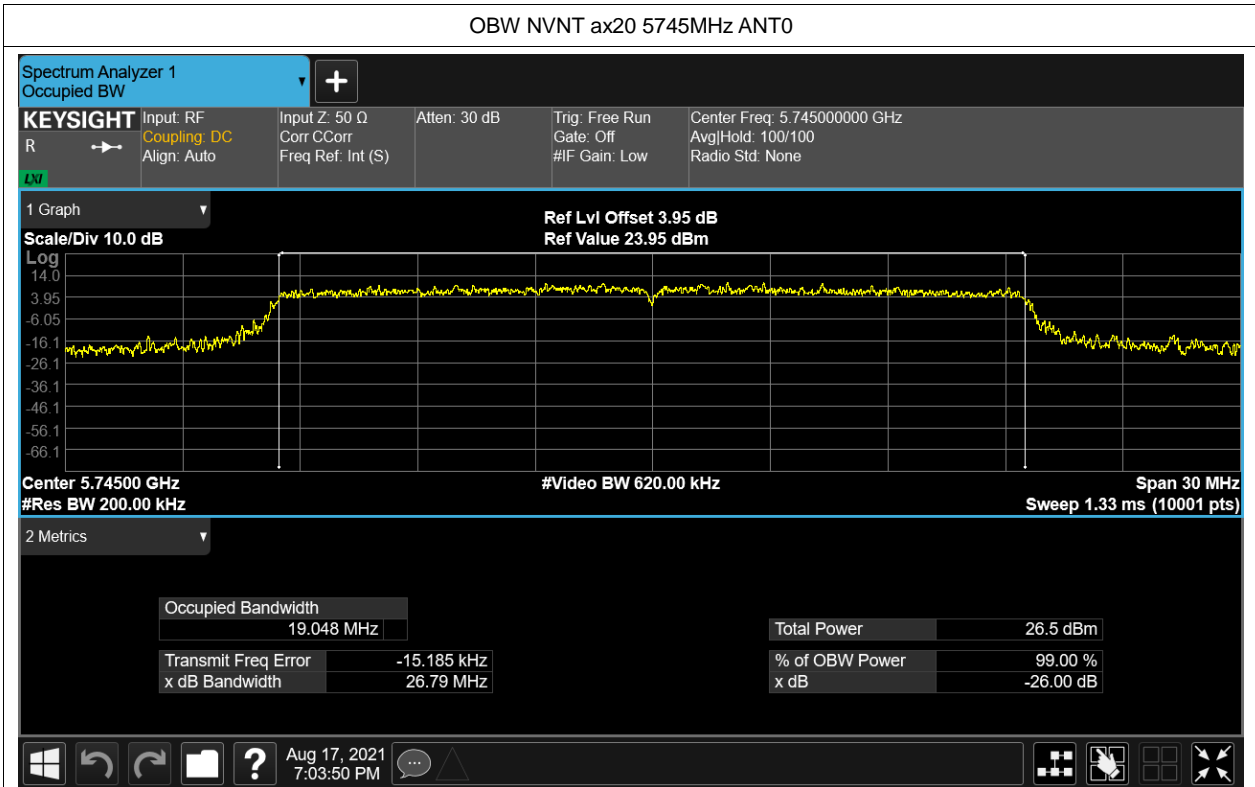 OBW NVNT ax20 5745MHz ANT0
Spectrum Analyzer 1
Occupied BW
KEYSIGHT
R
LXI
Input: RF
Coupling: DC
Align: Auto
Input Z: 50 Ω
Corr CCorr
Freq Ref: Int (S)
Atten: 30 dB
Trig: Free Run
Gate: Off
#IF Gain: Low
Center Freq: 5.745000000 GHz
Avg|Hold: 100/100
Radio Std: None
1 Graph
Scale/Div 10.0 dB
Ref Lvl Offset 3.95 dB
Ref Value 23.95 dBm
Log
14.0
3.95
-6.05
-16.1
-26.1
-36.1
-46.1
-56.1
-66.1
Center 5.74500 GHz
#Video BW 620.00 kHz
Span 30 MHz
#Res BW 200.00 kHz
Sweep 1.33 ms (10001 pts)
2 Metrics
Occupied Bandwidth
19.048 MHz
Total Power 26.5 dBm
Transmit Freq Error -15.185 kHz
% of OBW Power 99.00 %
x dB Bandwidth 26.79 MHz
x dB -26.00 dB
?
Aug 17, 2021
7:03:50 PM